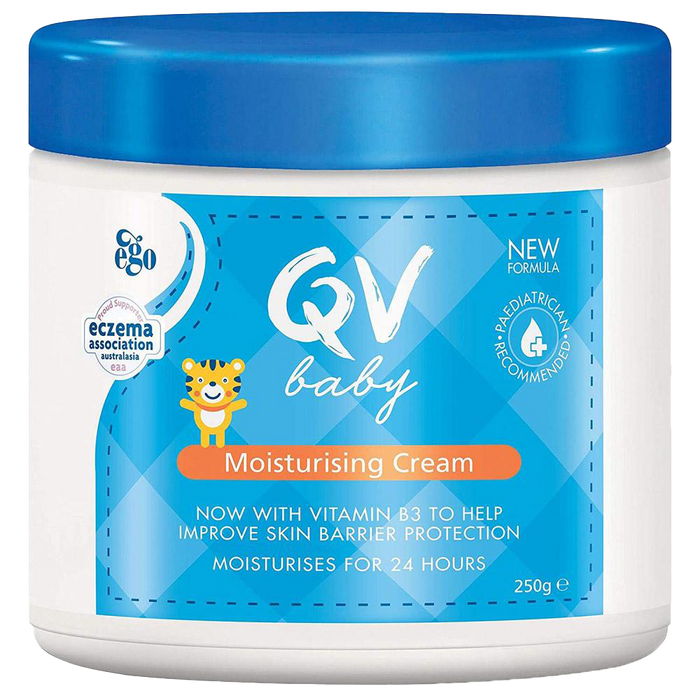 ego
Proud Supporter
eczema
association
australasia
eaa
QV
baby
NEW
FORMULA
PAEDIATRICIAN
RECOMMENDED
Moisturising Cream
NOW WITH VITAMIN B3 TO HELP
IMPROVE SKIN BARRIER PROTECTION
MOISTURISES FOR 24 HOURS
250g ℮